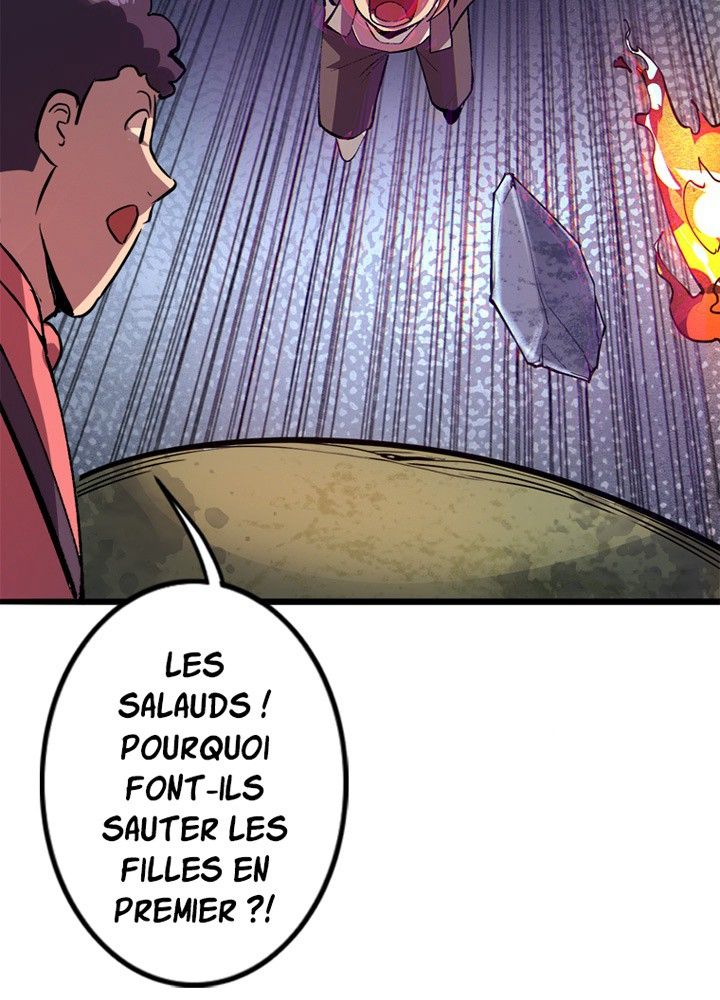 LES
SALAUDS !
POURQUOI
FONT-ILS
SAUTER LES
FILLES EN
PREMIER ?!